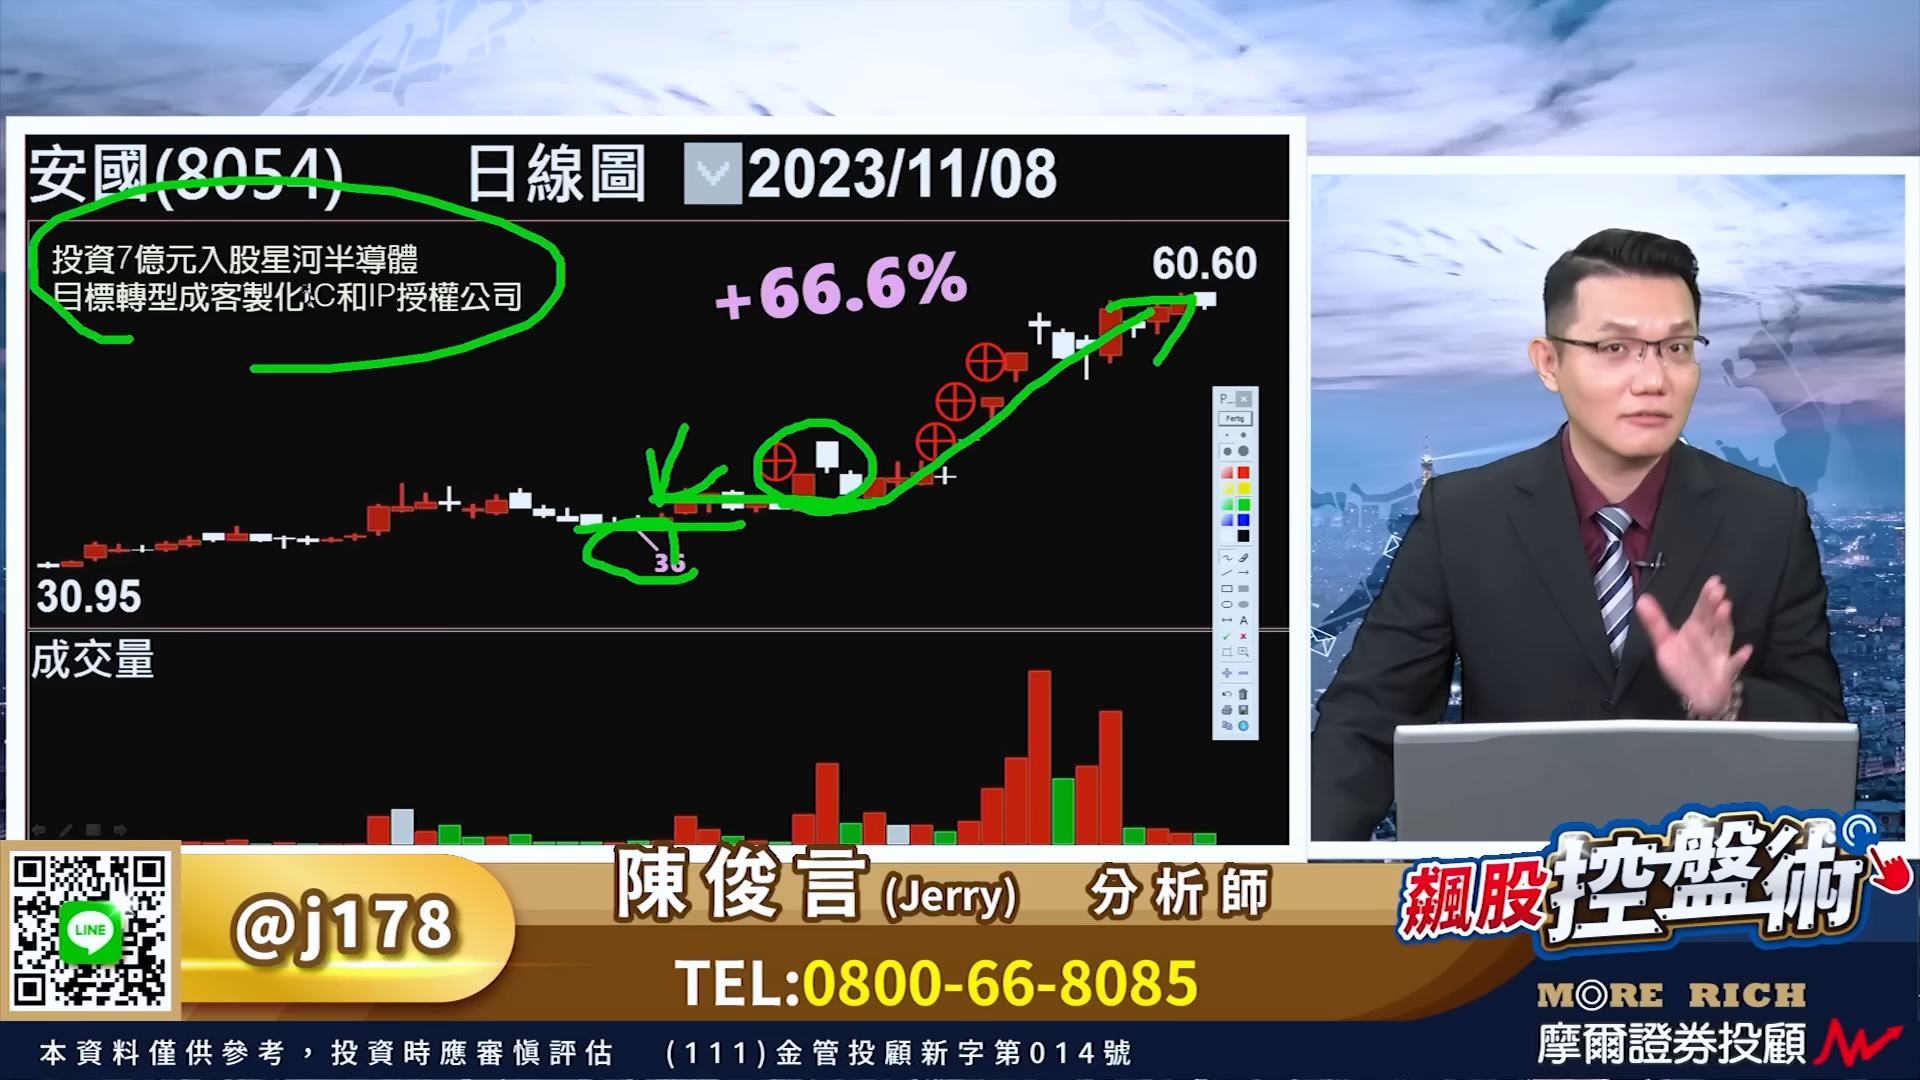 安國(8054) 日線圖 2023/11/08
投資7億元入股星河半導體
目標轉型成客製化IC和IP授權公司
+66.6%
60.60
36
30.95
成交量
P...
Fertig
A
LINE
@j178
陳俊言(Jerry) 分析師
TEL:0800-66-8085
飆股控盤術
MORE RICH
摩爾證券投顧
本資料僅供參考，投資時應審慎評估 (111)金管投顧新字第014號